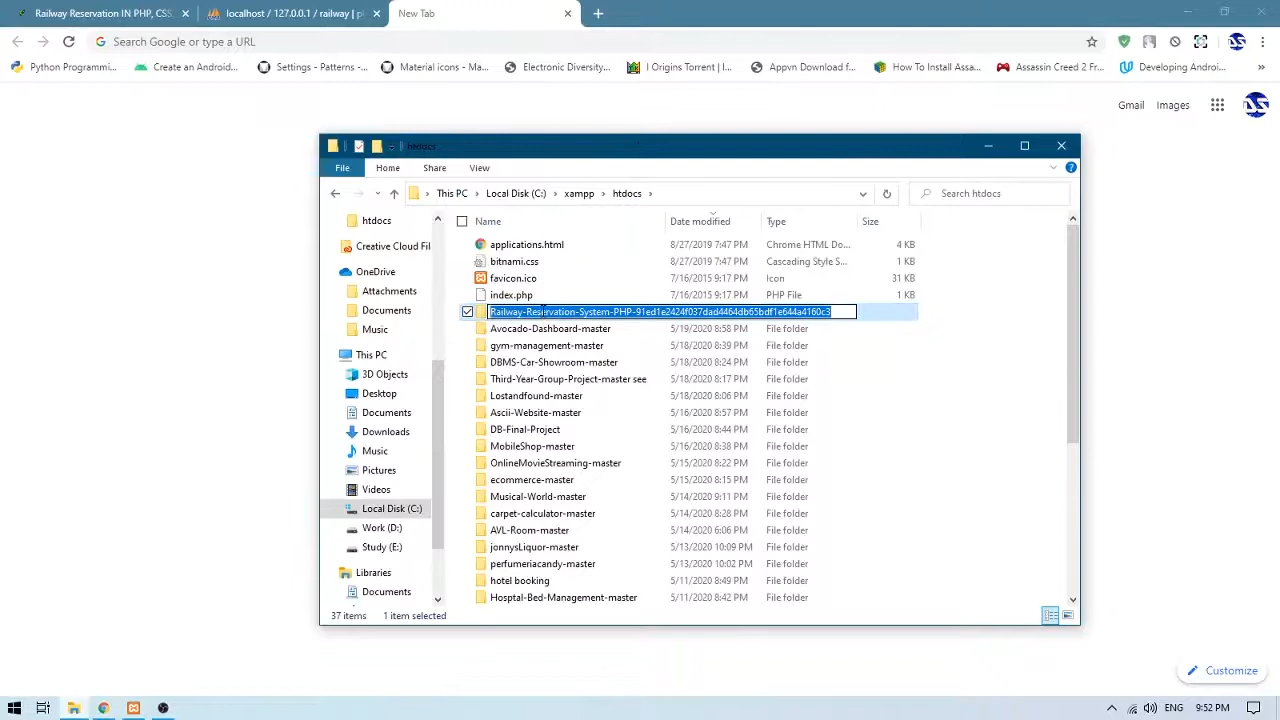 Railway Reservation IN PHP, CSS,
localhost / 127.0.0.1 / railway | p
New Tab
Search Google or type a URL
Python Programmi...
Create an Android...
Settings - Patterns -...
Material icons - Ma...
Electronic Diversity...
I Origins Torrent | I...
Appvn Download f...
How To Install Assa...
Assassin Creed 2 Fr...
Developing Androi...
»
Gmail
Images
htdocs
File
Home
Share
View
This PC
Local Disk (C:)
xampp
htdocs
Search htdocs
Name
Date modified
Type
Size
applications.html 8/27/2019 7:47 PM Chrome HTML Do... 4 KB
bitnami.css 8/27/2019 7:47 PM Cascading Style S... 1 KB
favicon.ico 7/16/2015 9:17 PM Icon 31 KB
index.php 7/16/2015 9:17 PM PHP File 1 KB
Railway-Reservation-System-PHP-91ed1e2424f037dad4464db65bdf1e644a4160c3
Avocado-Dashboard-master 5/19/2020 8:58 PM File folder
gym-management-master 5/18/2020 8:39 PM File folder
DBMS-Car-Showroom-master 5/18/2020 8:24 PM File folder
Third-Year-Group-Project-master see 5/18/2020 8:17 PM File folder
Lostandfound-master 5/18/2020 8:06 PM File folder
Ascii-Website-master 5/16/2020 8:57 PM File folder
DB-Final-Project 5/16/2020 8:44 PM File folder
MobileShop-master 5/16/2020 8:38 PM File folder
OnlineMovieStreaming-master 5/15/2020 8:22 PM File folder
ecommerce-master 5/15/2020 8:15 PM File folder
Musical-World-master 5/14/2020 9:11 PM File folder
carpet-calculator-master 5/14/2020 8:28 PM File folder
AVL-Room-master 5/14/2020 6:06 PM File folder
jonnysLiquor-master 5/13/2020 10:09 PM File folder
perfumeriacandy-master 5/13/2020 10:02 PM File folder
hotel booking 5/11/2020 8:49 PM File folder
Hosptal-Bed-Management-master 5/11/2020 8:42 PM File folder
htdocs
Creative Cloud Fil
OneDrive
Attachments
Documents
Music
This PC
3D Objects
Desktop
Documents
Downloads
Music
Pictures
Videos
Local Disk (C:)
Work (D:)
Study (E:)
Libraries
Documents
37 items
1 item selected
Customize
ENG
9:52 PM